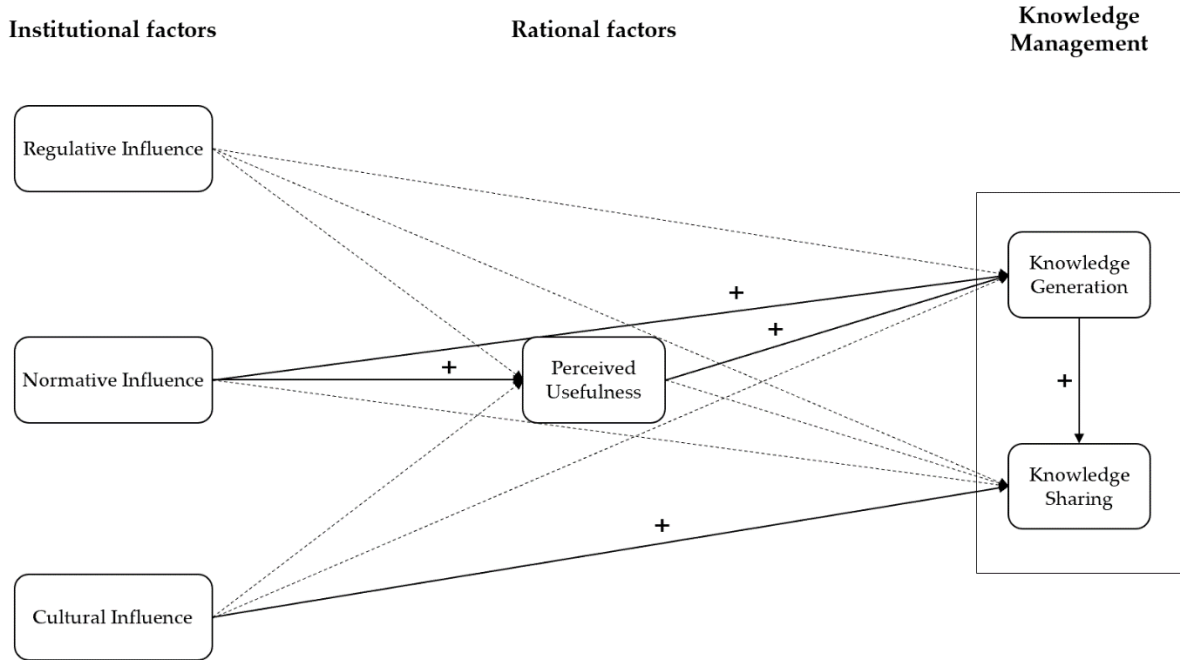 Institutional factors
Rational factors
Knowledge
Management
Regulative Influence
Knowledge
Generation
+
+
Normative Influence
+
Perceived
Usefulness
+
Knowledge
Sharing
+
Cultural Influence